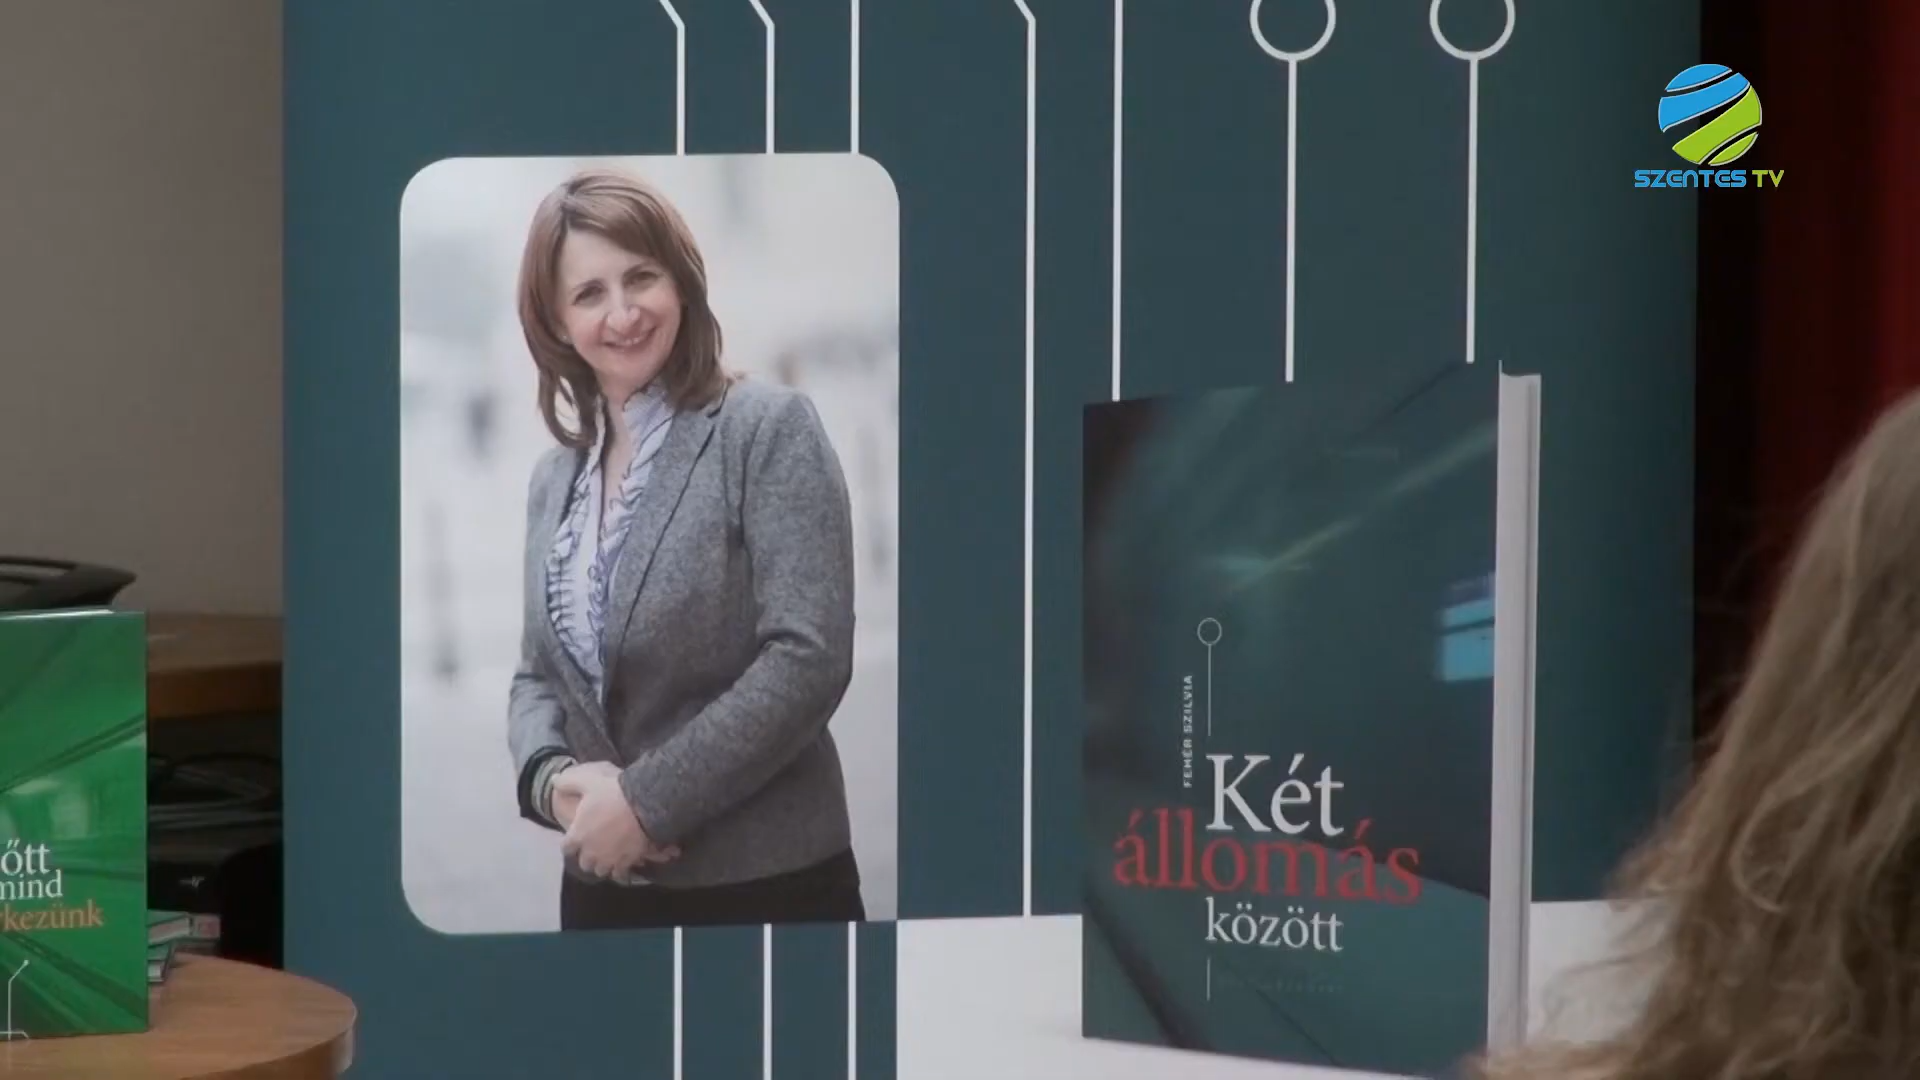 SZENTES TV
FEHÉR SZILVIA
Két
állomás
között
őtt
mind
rkezünk